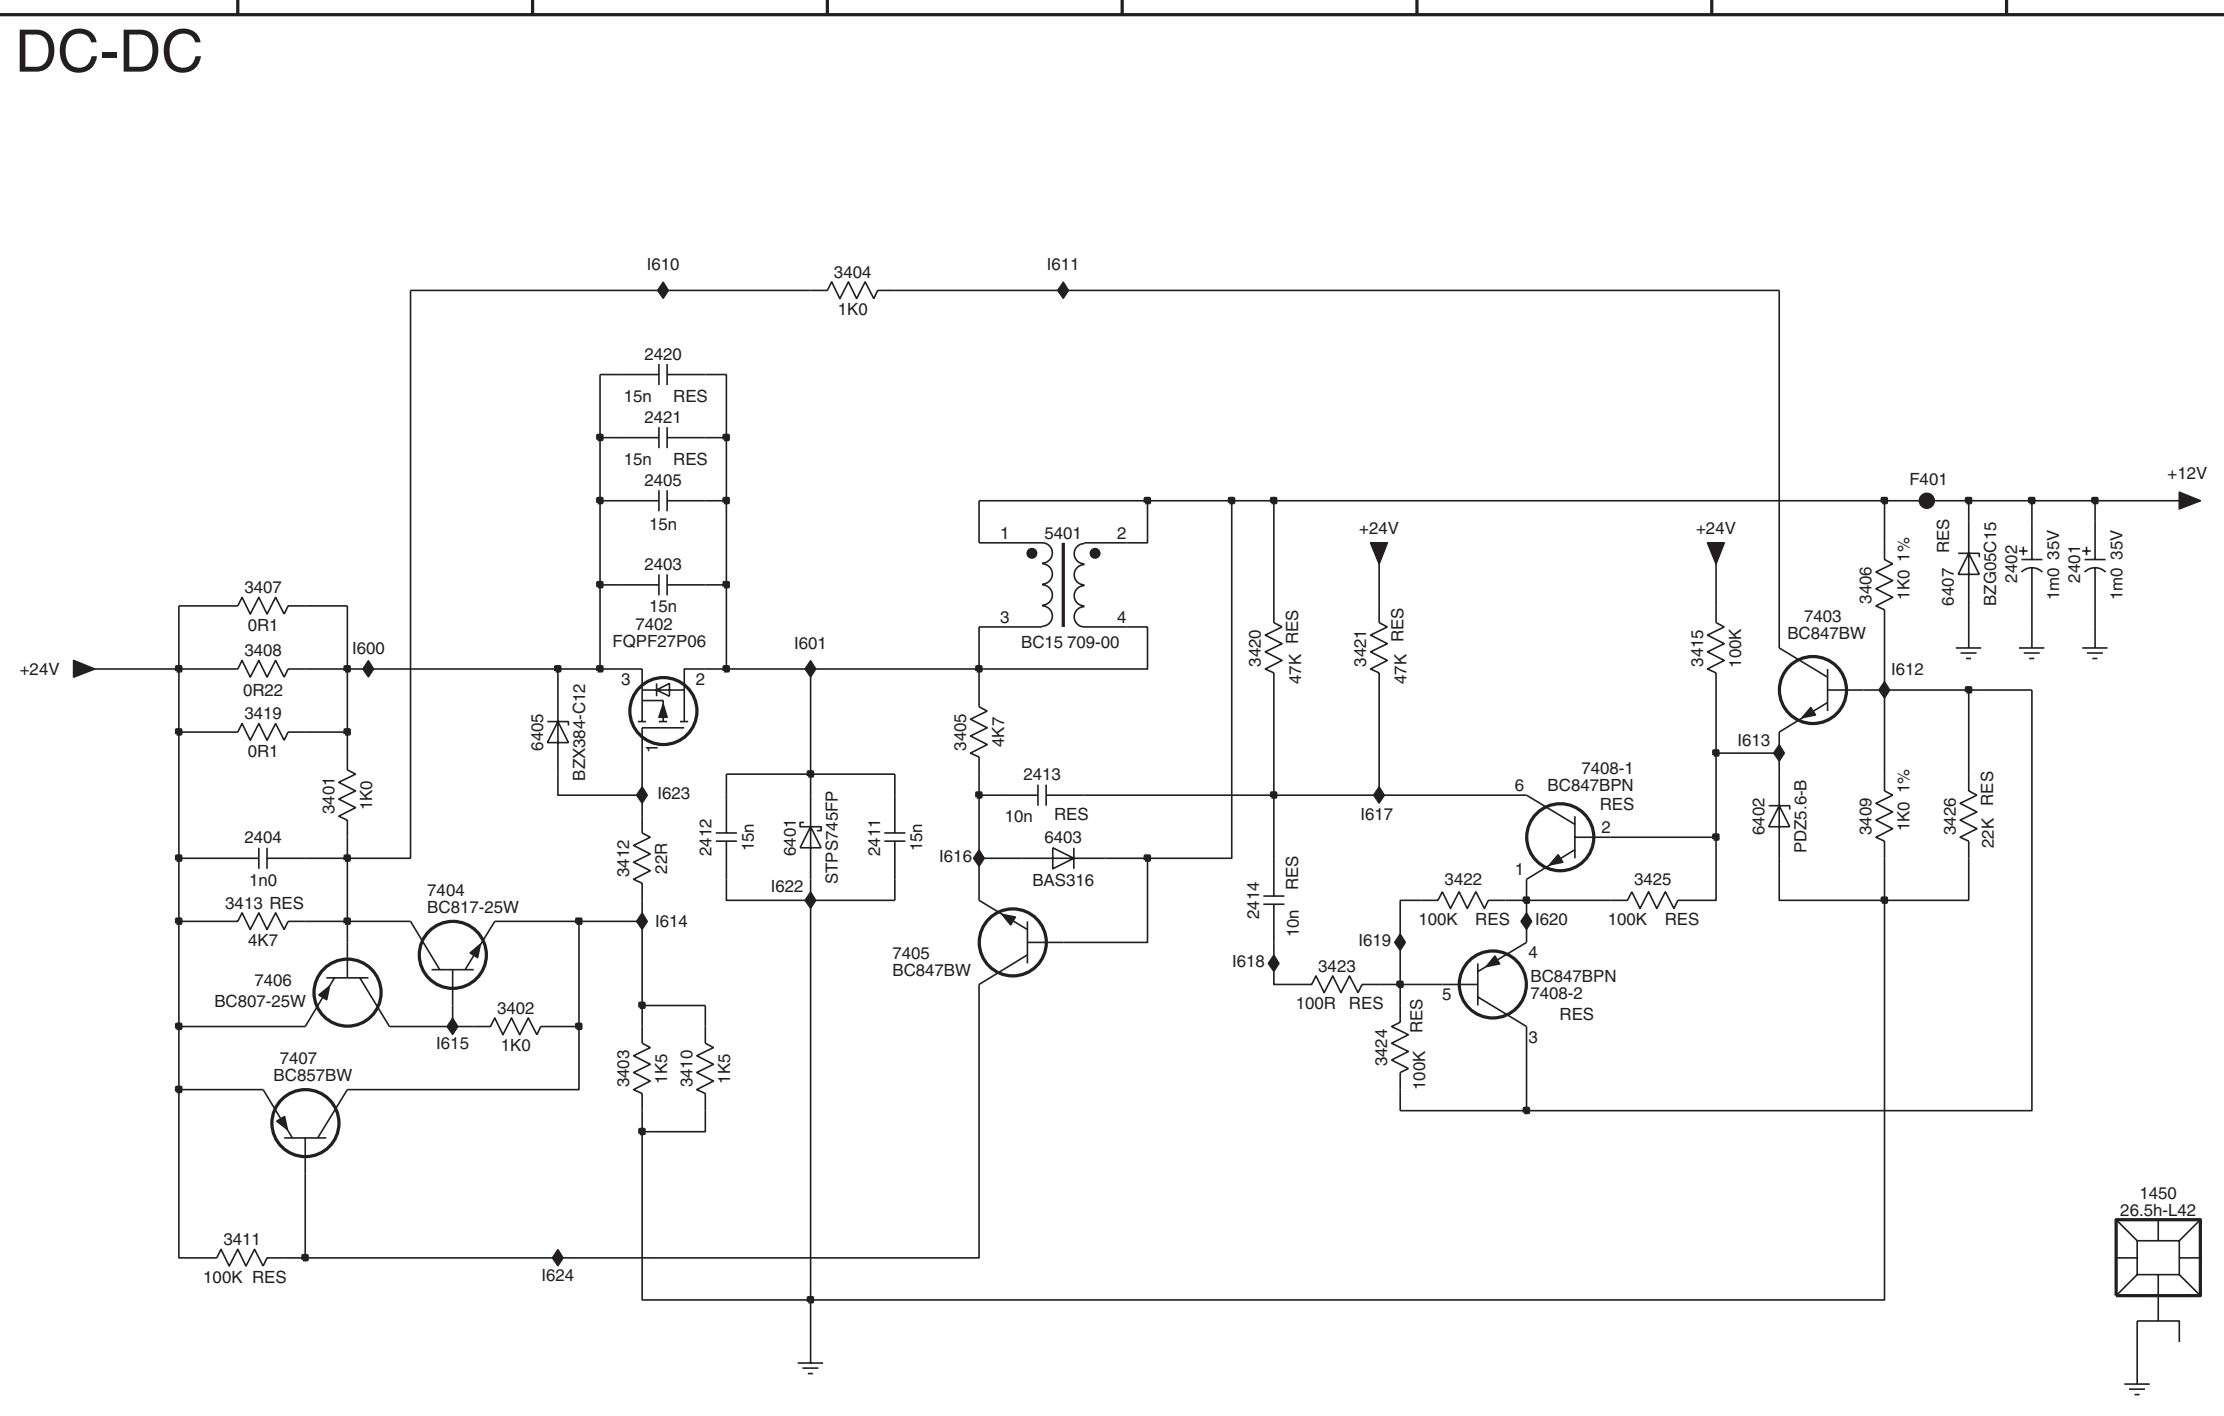 DC-DC
I610
3404
1K0
I611
2420
15n RES
2421
15n RES
2405
15n
2403
15n
7402
FQPF27P06
3407
0R1
3408
0R22
I600
3419
0R1
+24V
3401
1K0
2404
1n0
3413 RES
4K7
7404
BC817-25W
7406
BC807-25W
3402
1K0
I615
7407
BC857BW
3411
100K RES
I624
6405
BZX384-C12
3
2
1
I623
3412
22R
I614
3403
1K5
3410
1K5
I601
2412
15n
6401
STPS745FP
2411
15n
I622
1
5401
2
3
4
BC15 709-00
3405
4K7
2413
10n RES
6403
BAS316
I616
7405
BC847BW
3420
47K RES
+24V
3421
47K RES
I617
2414
10n RES
I618
3423
100R RES
I619
3422
100K RES
3425
100K RES
I620
7408-1
BC847BPN
RES
6
2
1
4
5
3
BC847BPN
7408-2
RES
3424
100K RES
+24V
3415
100K
I613
6402
PDZ5.6-B
7403
BC847BW
3406
1K0 1%
I612
3409
1K0 1%
3426
22K RES
F401
+12V
6407 RES
BZG05C15
2402
1m0 35V
2401
1m0 35V
+
+
1450
26.5h-L42